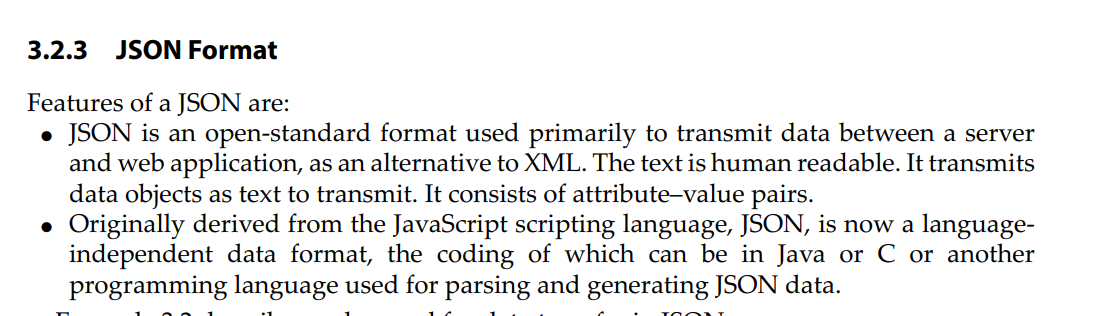 3.2.3 JSON Format
Features of a JSON are:
• JSON is an open-standard format used primarily to transmit data between a server
and web application, as an alternative to XML. The text is human readable. It transmits
data objects as text to transmit. It consists of attribute–value pairs.
• Originally derived from the JavaScript scripting language, JSON, is now a language-
independent data format, the coding of which can be in Java or C or another
programming language used for parsing and generating JSON data.